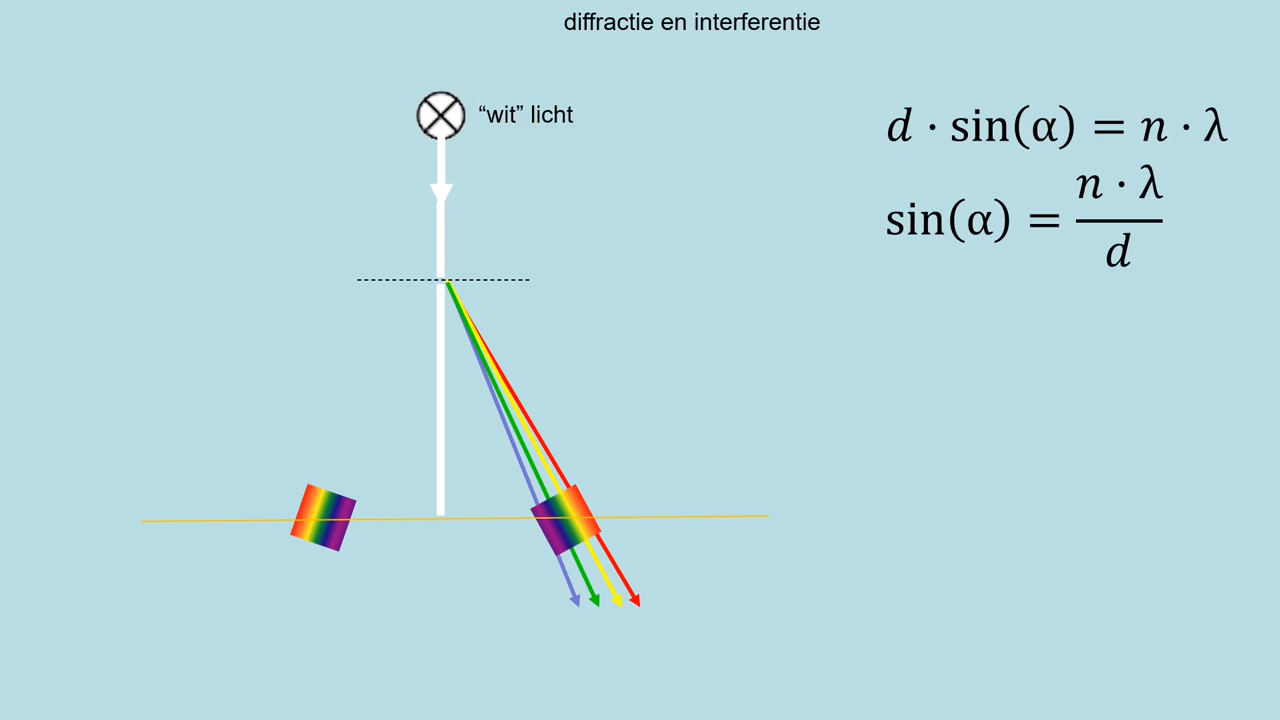 diffractie en interferentie
“wit” licht
d · sin(α) = n · λ
sin(α) = n · λ / d